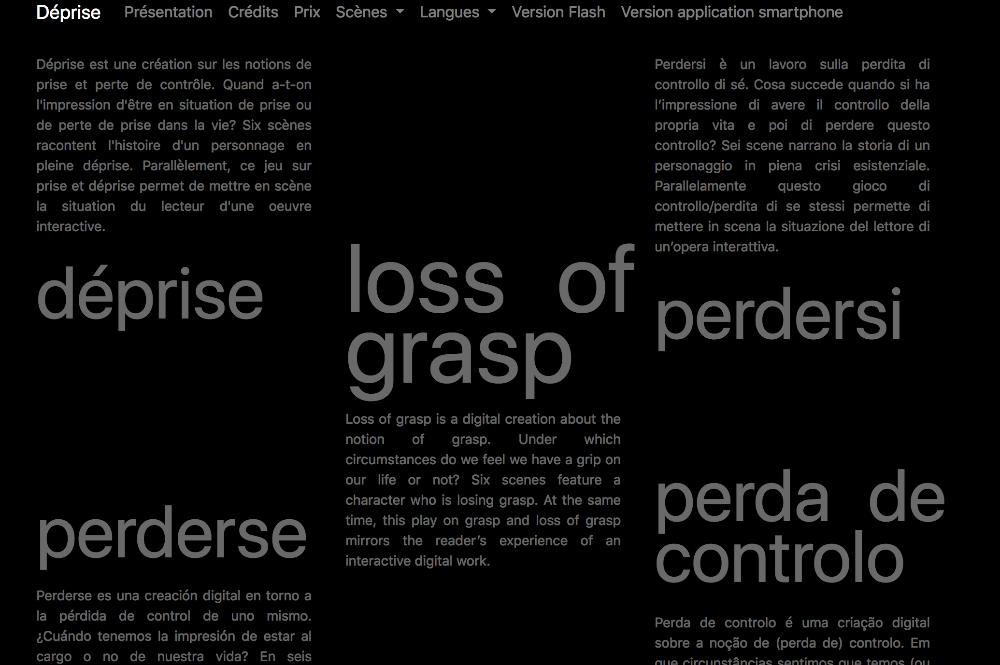 Déprise Présentation Crédits Prix Scènes Langues Version Flash Version application smartphone
Déprise est une création sur les notions de
prise et perte de contrôle. Quand a-t-on
l'impression d'être en situation de prise ou
de perte de prise dans la vie? Six scènes
racontent l'histoire d'un personnage en
pleine déprise. Parallèlement, ce jeu sur
prise et déprise permet de mettre en scène
la situation du lecteur d'une oeuvre
interactive.
déprise
perderse
Perderse es una creación digital en torno a
la pérdida de control de uno mismo.
¿Cuándo tenemos la impresión de estar al
cargo o no de nuestra vida? En seis
loss of
grasp
Loss of grasp is a digital creation about the
notion of grasp. Under which
circumstances do we feel we have a grip on
our life or not? Six scenes feature a
character who is losing grasp. At the same
time, this play on grasp and loss of grasp
mirrors the reader’s experience of an
interactive digital work.
Perdersi è un lavoro sulla perdita di
controllo di sé. Cosa succede quando si ha
l’impressione di avere il controllo della
propria vita e poi di perdere questo
controllo? Sei scene narrano la storia di un
personaggio in piena crisi esistenziale.
Parallelamente questo gioco di
controllo/perdita di se stessi permette di
mettere in scena la situazione del lettore di
un’opera interattiva.
perdersi
perda de
controlo
Perda de controlo é uma criação digital
sobre a noção de (perda de) controlo. Em
que circunstâncias sentimos que temos (ou